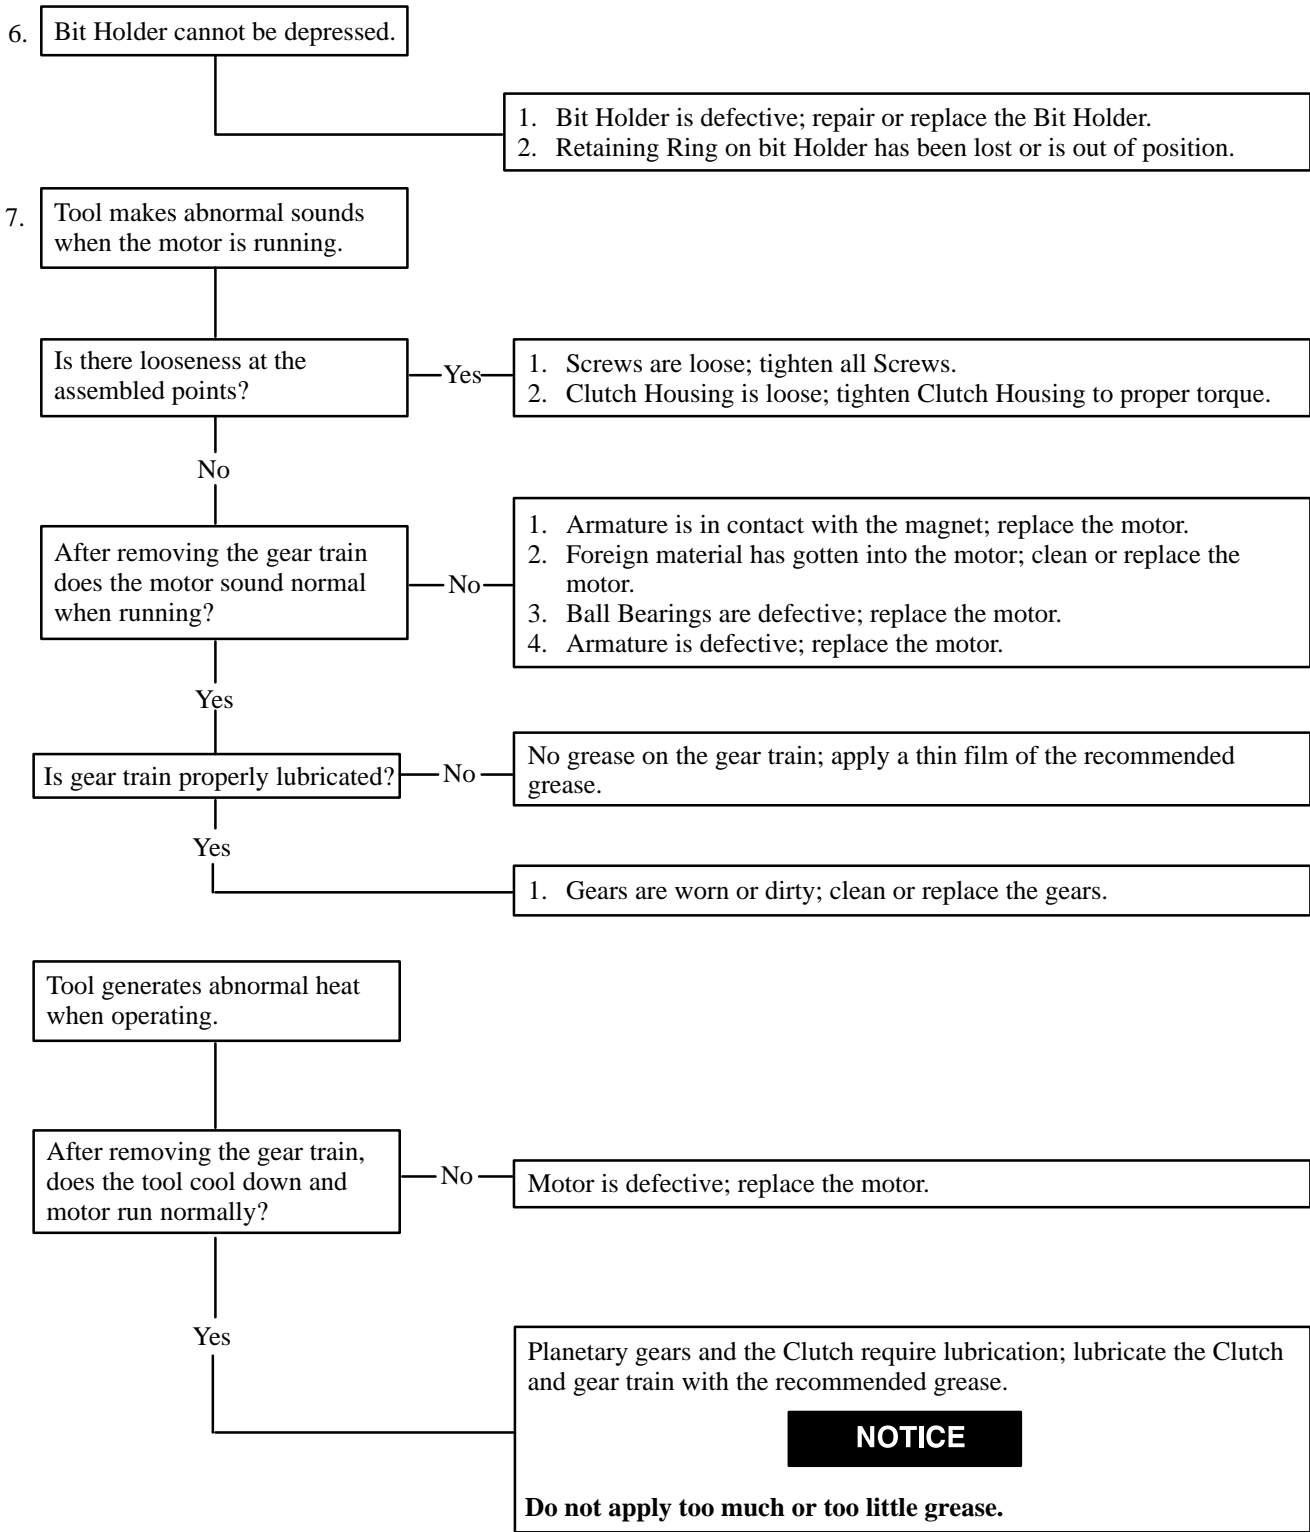 6.
Bit Holder cannot be depressed.
1. Bit Holder is defective; repair or replace the Bit Holder.
2. Retaining Ring on bit Holder has been lost or is out of position.
7.
Tool makes abnormal sounds
when the motor is running.
Is there looseness at the
assembled points?
Yes
1. Screws are loose; tighten all Screws.
2. Clutch Housing is loose; tighten Clutch Housing to proper torque.
No
After removing the gear train
does the motor sound normal
when running?
No
1. Armature is in contact with the magnet; replace the motor.
2. Foreign material has gotten into the motor; clean or replace the
motor.
3. Ball Bearings are defective; replace the motor.
4. Armature is defective; replace the motor.
Yes
Is gear train properly lubricated?
No
No grease on the gear train; apply a thin film of the recommended
grease.
Yes
1. Gears are worn or dirty; clean or replace the gears.
Tool generates abnormal heat
when operating.
After removing the gear train,
does the tool cool down and
motor run normally?
No
Motor is defective; replace the motor.
Yes
Planetary gears and the Clutch require lubrication; lubricate the Clutch
and gear train with the recommended grease.
NOTICE
Do not apply too much or too little grease.